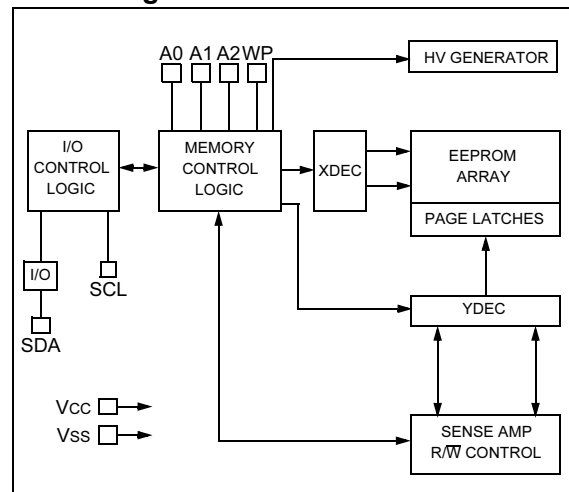 A0 A1 A2 WP
HV GENERATOR
I/O
CONTROL
LOGIC
MEMORY
CONTROL
LOGIC
XDEC
EEPROM
ARRAY
PAGE LATCHES
I/O
SCL
SDA
YDEC
VCC
VSS
SENSE AMP
R/W̅ CONTROL